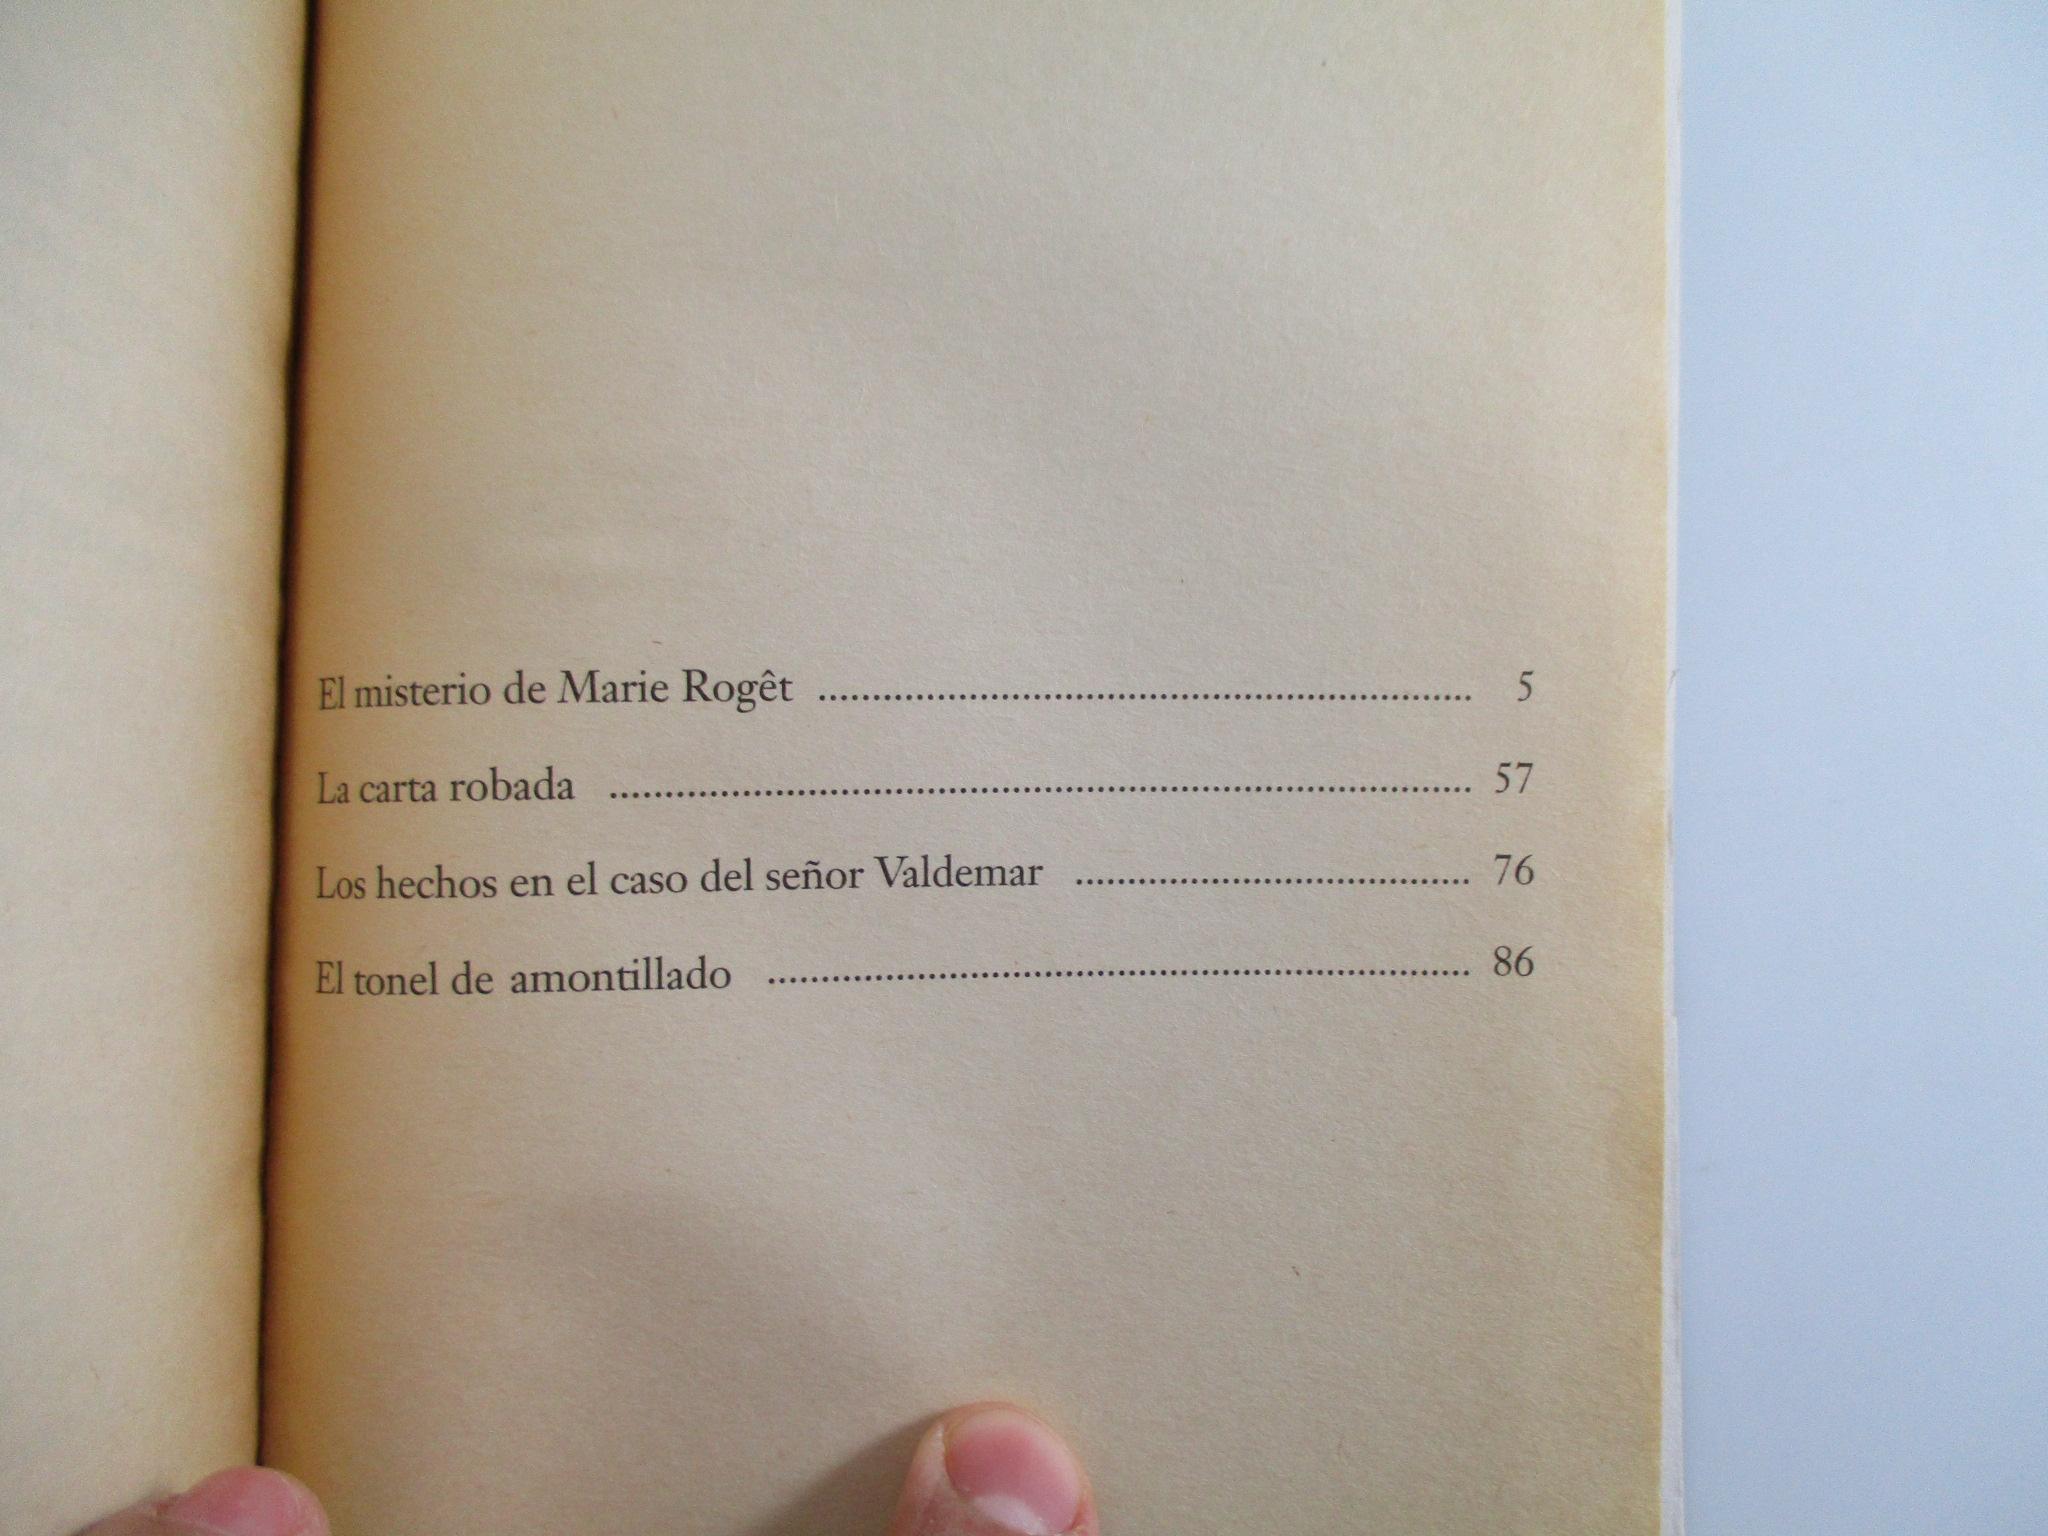 El misterio de Marie Rogêt ........................................................................ 5
La carta robada ................................................................................................ 57
Los hechos en el caso del señor Valdemar ............................................ 76
El tonel de amontillado .............................................................................. 86